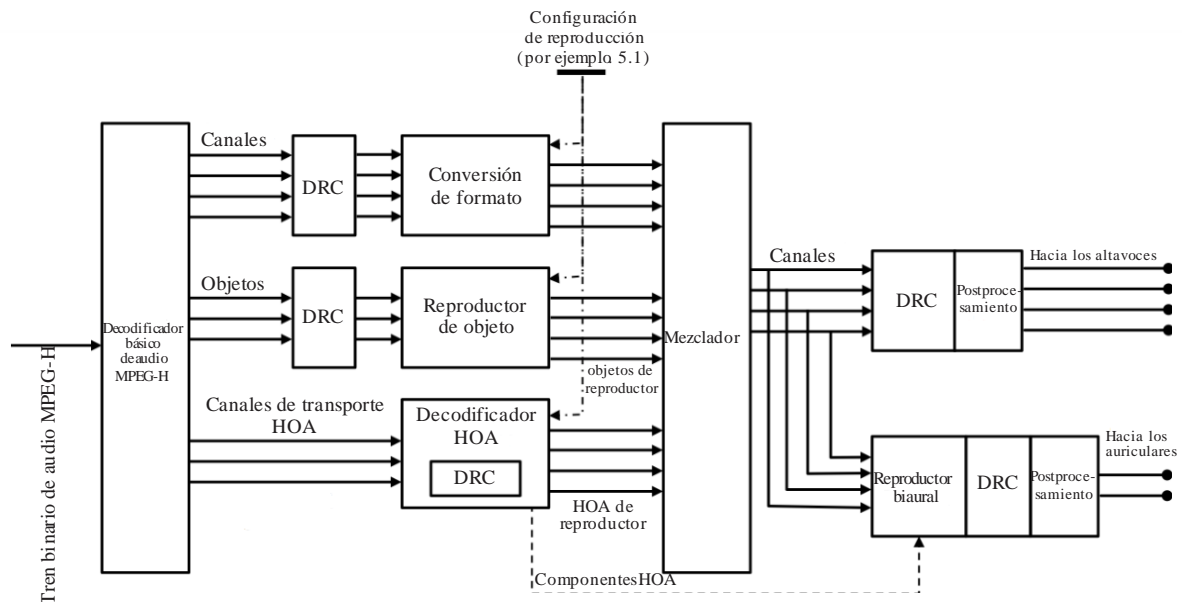 Configuración
de reproducción
(por ejemplo. 5.1)
Canales
DRC
Conversión
de formato
Objetos
DRC
Reproductor
de objeto
objetos de
reproductor
Decodificador
básico
deaudio
MPEG-H
Tren binario de audio MPEG-H
Canales de transporte
HOA
Decodificador
HOA
DRC
HOA de
reproductor
ComponentesHOA
Mezclador
Canales
DRC
Postproce-
samiento
Hacia los altavoces
Reproductor
biaural
DRC
Postproce-
samiento
Hacia los
auriculares